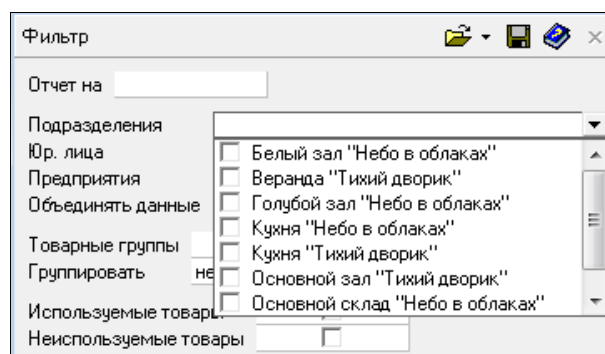 Фильтр
Отчет на
Подразделения
Юр. лица
Предприятия
Объединять данные
Товарные группы
Группировать не
Используемые товары
Неиспользуемые товары
Белый зал "Небо в облаках"
Веранда "Тихий дворик"
Голубой зал "Небо в облаках"
Кухня "Небо в облаках"
Кухня "Тихий дворик"
Основной зал "Тихий дворик"
Основной склад "Небо в облаках"